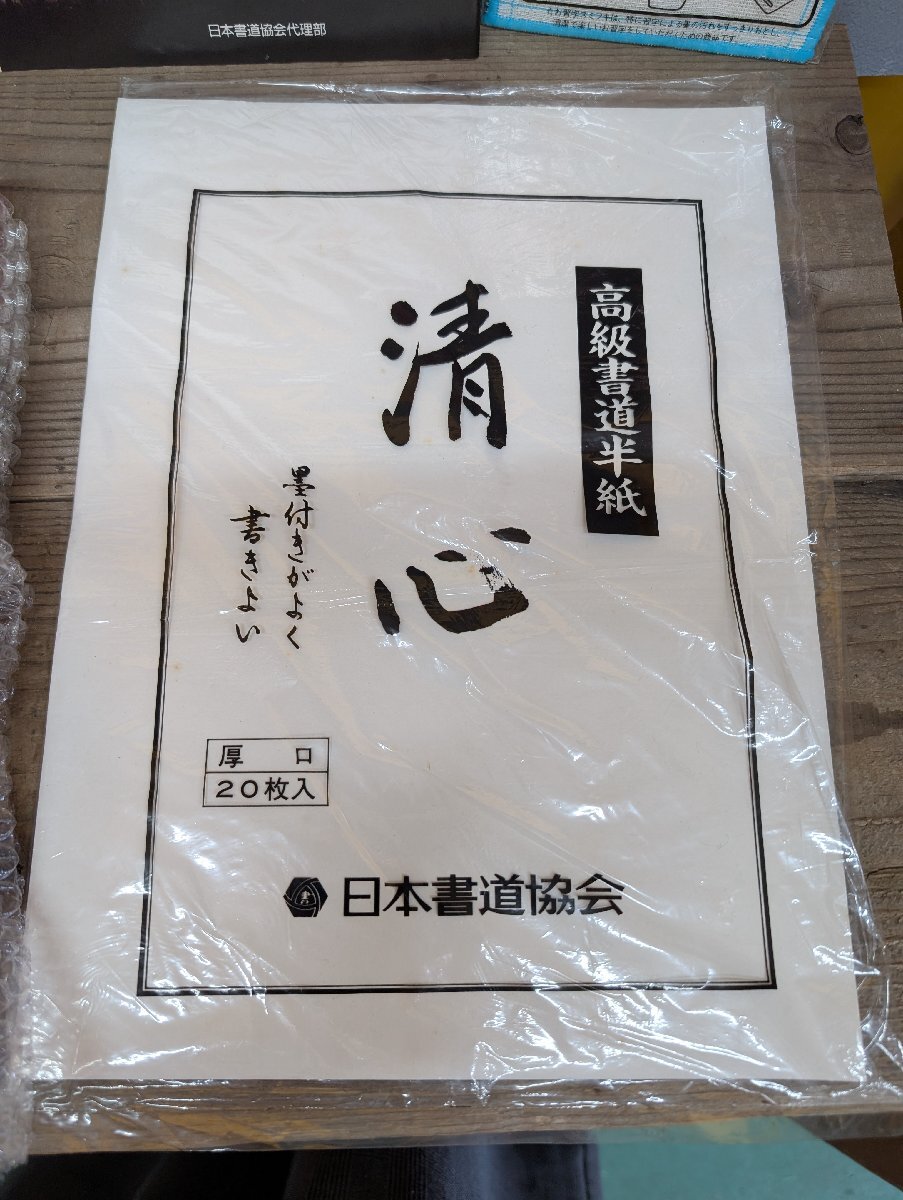 日本書道協会代理部
高級書道半紙
清心
墨付きがよく
書きよい
厚口
20枚入
日本書道協会